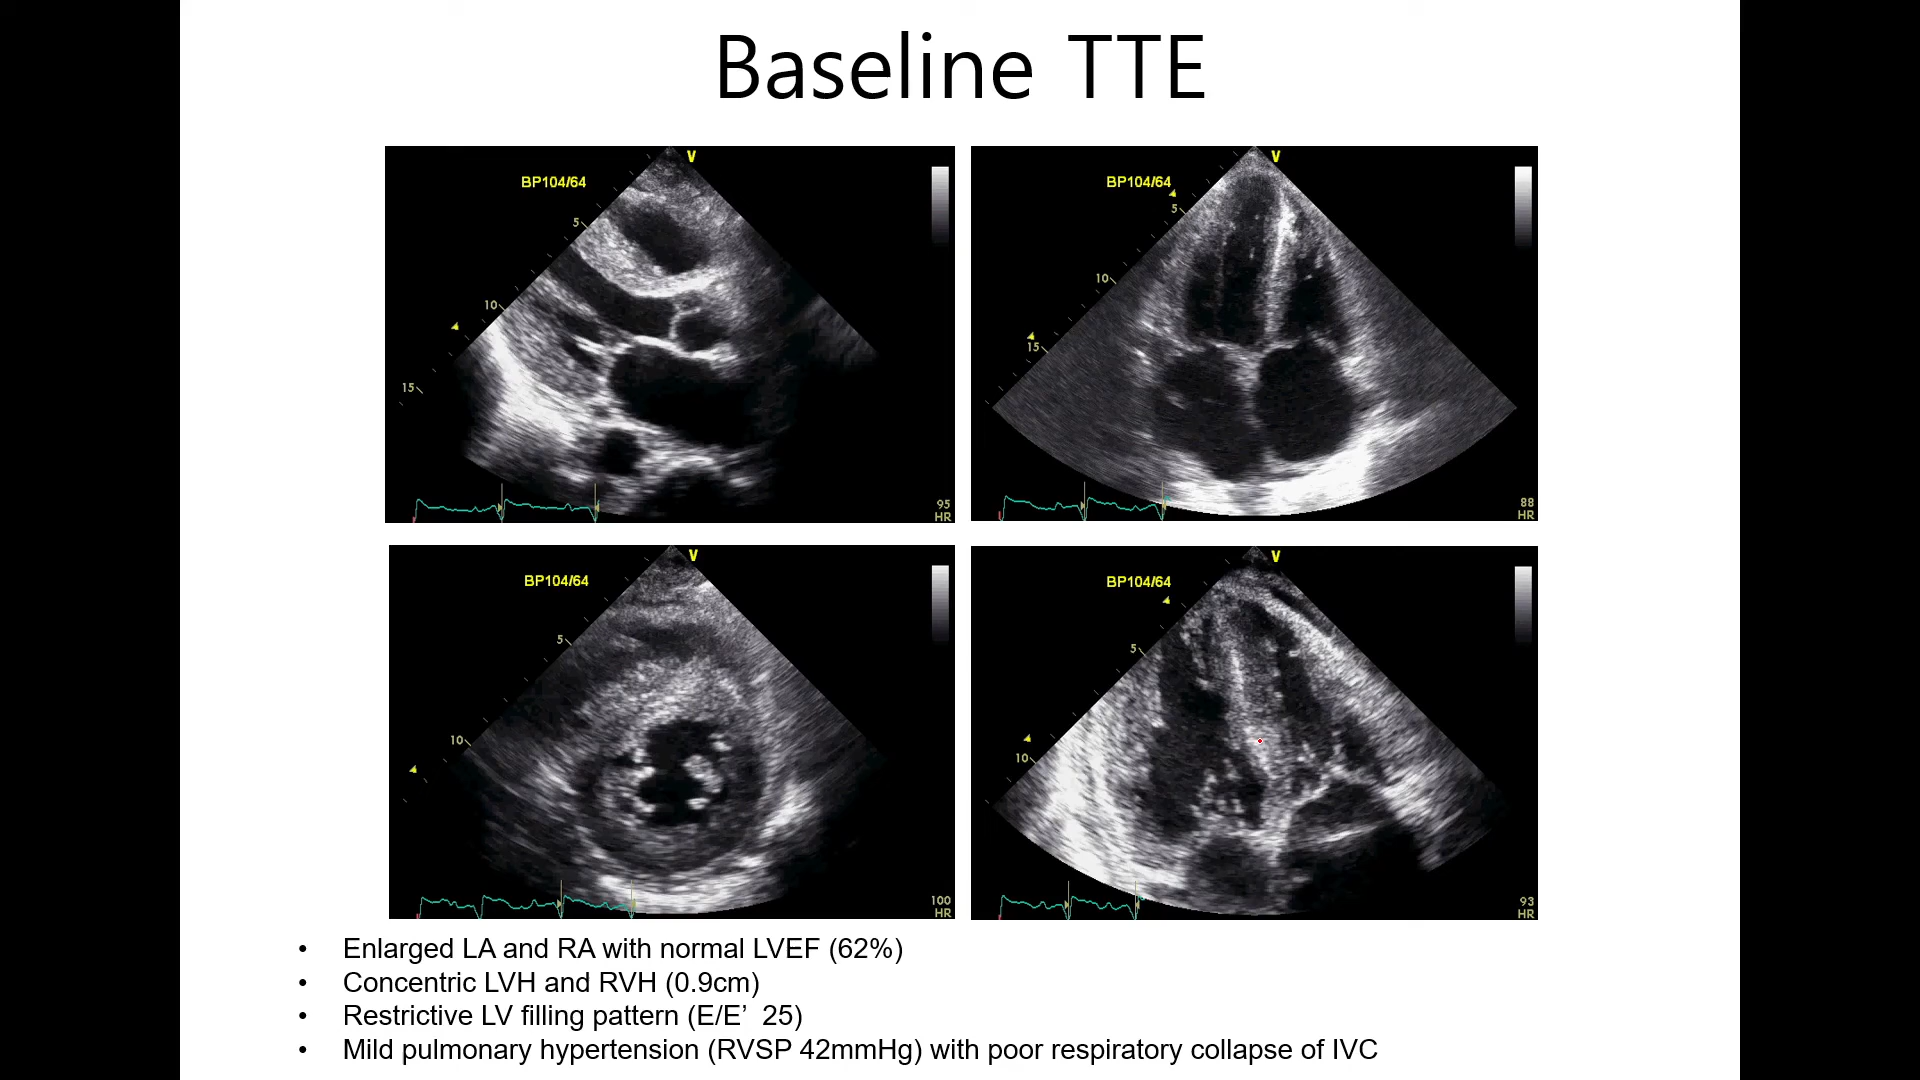 Baseline TTE
V
BP104/64
5
10
15
95
HR
V
BP104/64
5
10
15
88
HR
V
BP104/64
5
10
100
HR
V
BP104/64
5
10
93
HR
• Enlarged LA and RA with normal LVEF (62%)
• Concentric LVH and RVH (0.9cm)
• Restrictive LV filling pattern (E/E’ 25)
• Mild pulmonary hypertension (RVSP 42mmHg) with poor respiratory collapse of IVC